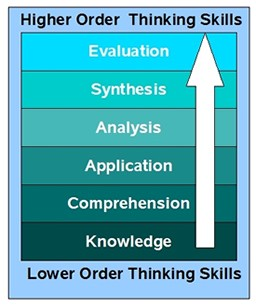 Higher Order Thinking Skills
Evaluation
Synthesis
Analysis
Application
Comprehension
Knowledge
Lower Order Thinking Skills